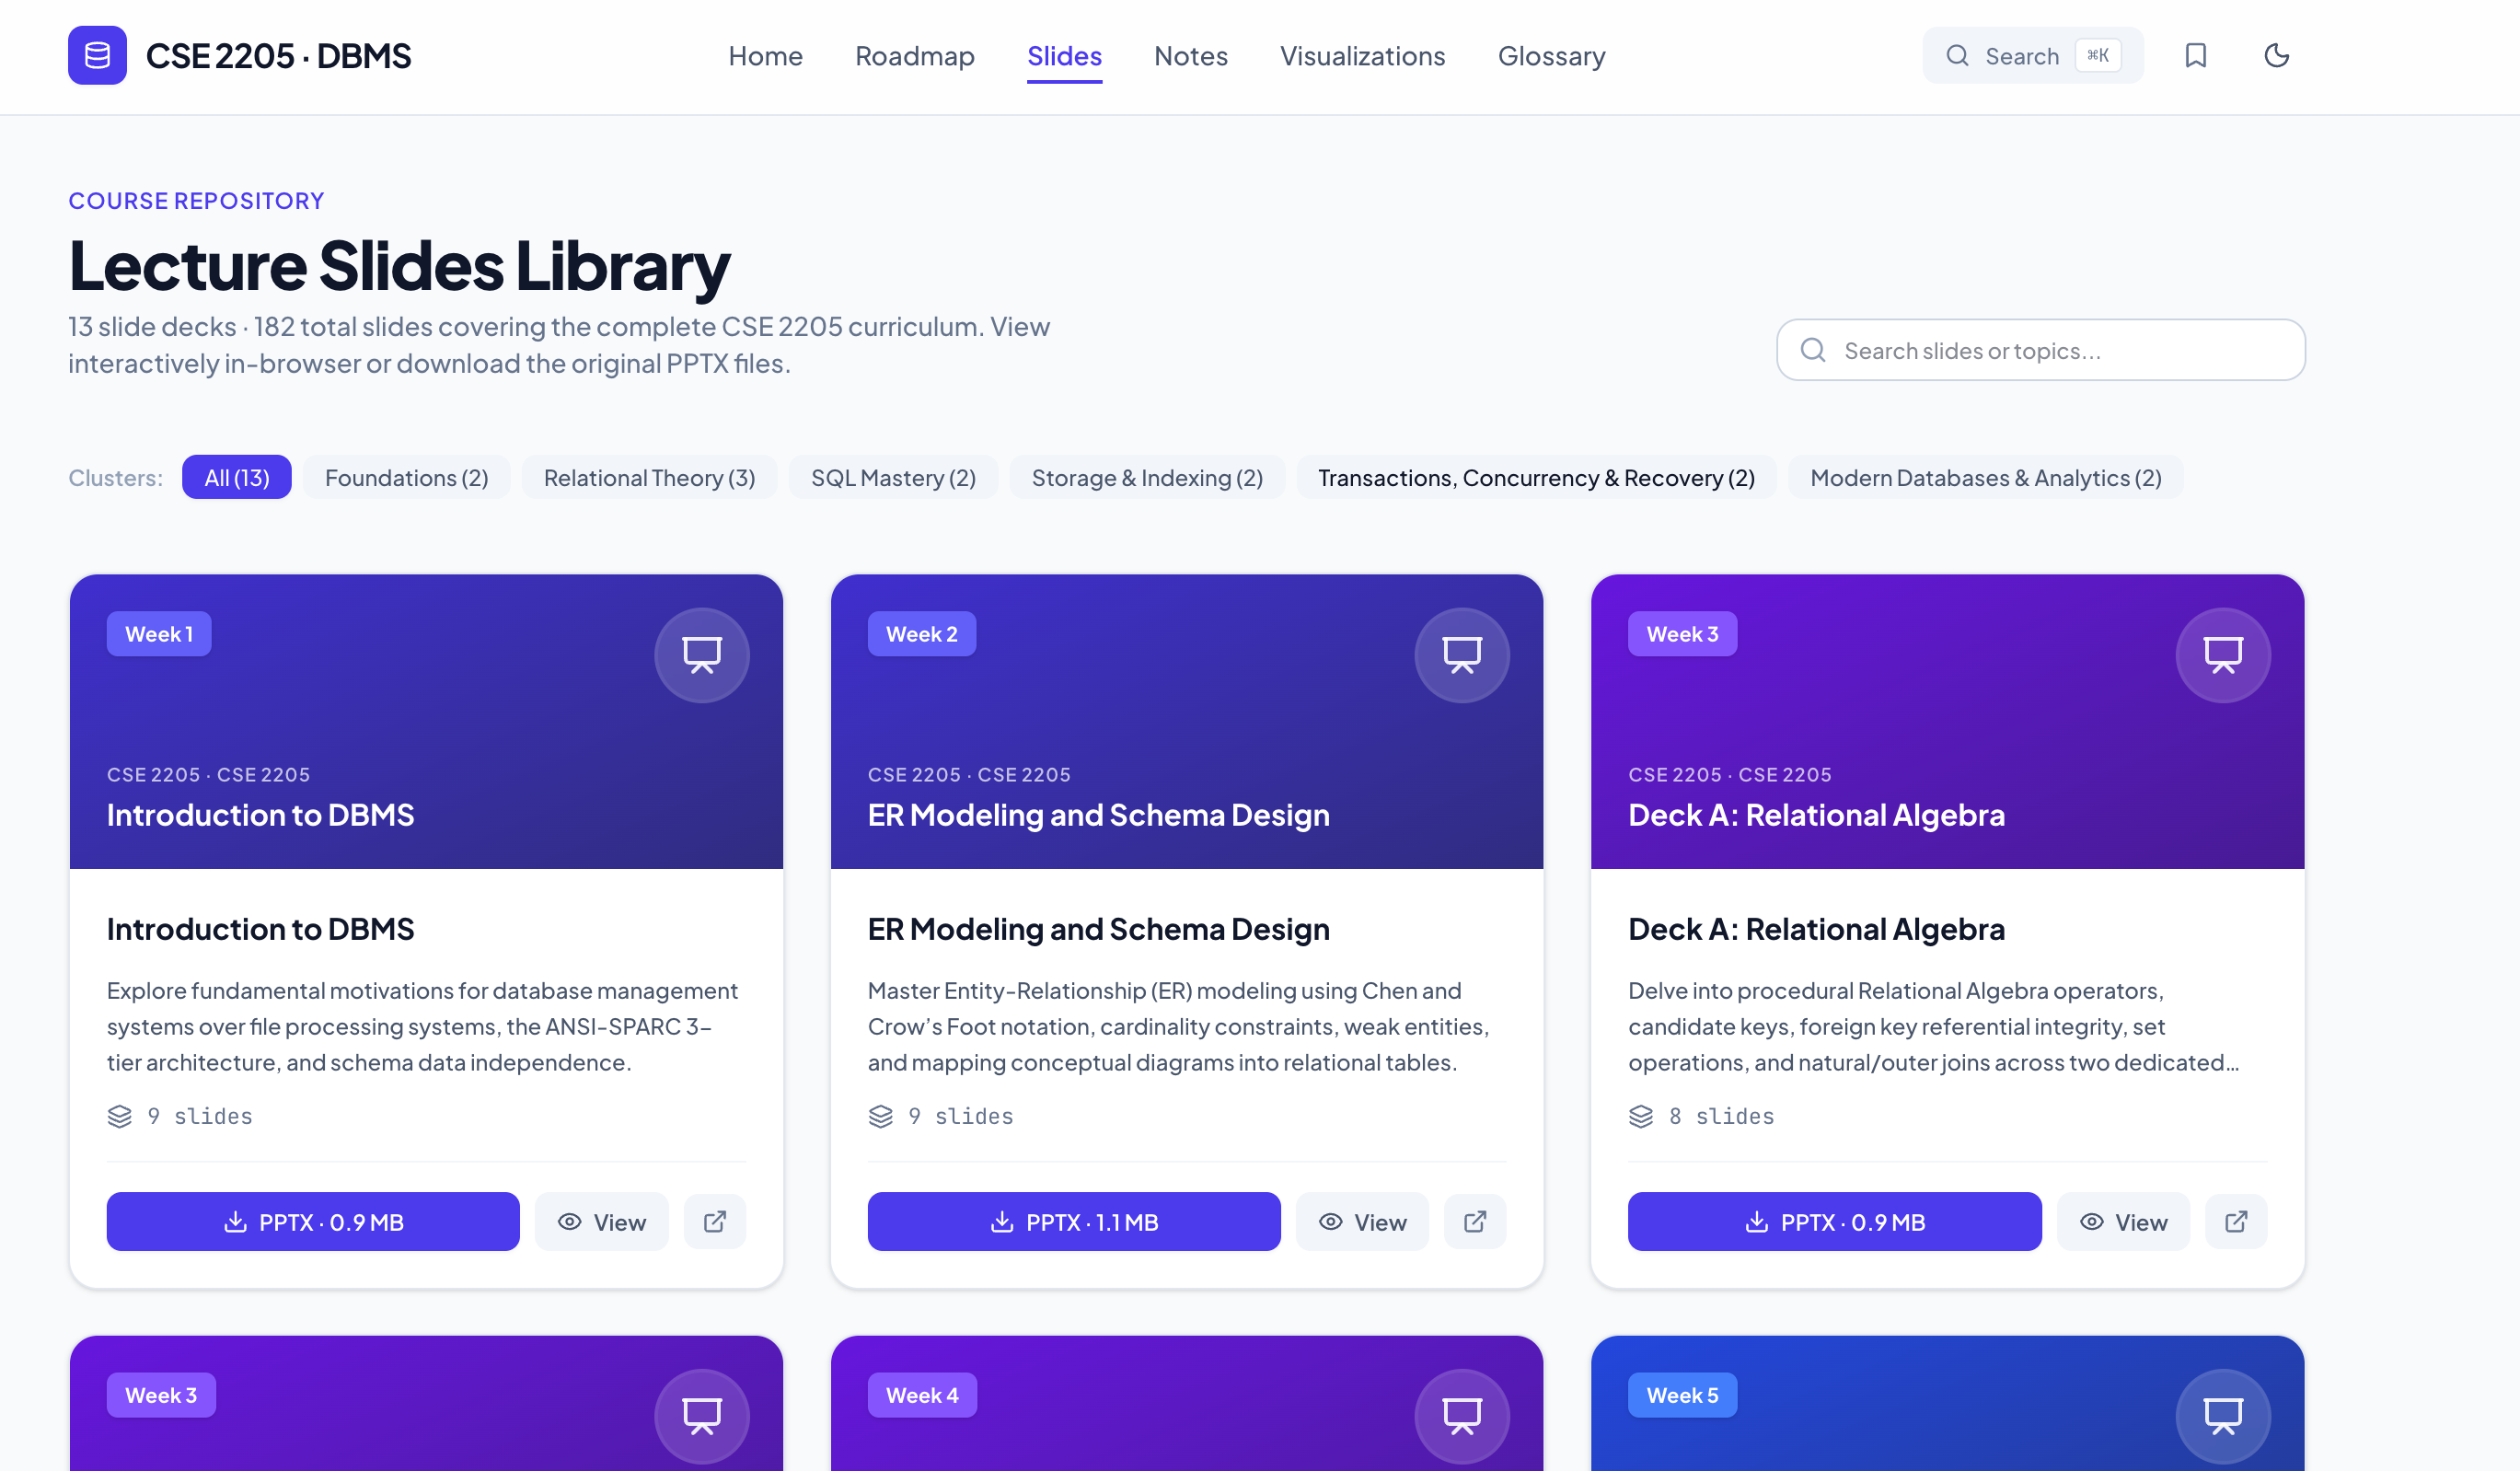 CSE 2205 · DBMS
Home
Roadmap
Slides
Notes
Visualizations
Glossary
Search
⌘K
COURSE REPOSITORY
Lecture Slides Library
13 slide decks · 182 total slides covering the complete CSE 2205 curriculum. View
interactively in-browser or download the original PPTX files.
Search slides or topics...
Clusters:
All (13)
Foundations (2)
Relational Theory (3)
SQL Mastery (2)
Storage & Indexing (2)
Transactions, Concurrency & Recovery (2)
Modern Databases & Analytics (2)
Week 1
CSE 2205 · CSE 2205
Introduction to DBMS
Introduction to DBMS
Explore fundamental motivations for database management
systems over file processing systems, the ANSI-SPARC 3-
tier architecture, and schema data independence.
9 slides
PPTX · 0.9 MB
View
Week 2
CSE 2205 · CSE 2205
ER Modeling and Schema Design
ER Modeling and Schema Design
Master Entity-Relationship (ER) modeling using Chen and
Crow's Foot notation, cardinality constraints, weak entities,
and mapping conceptual diagrams into relational tables.
9 slides
PPTX · 1.1 MB
View
Week 3
CSE 2205 · CSE 2205
Deck A: Relational Algebra
Deck A: Relational Algebra
Delve into procedural Relational Algebra operators,
candidate keys, foreign key referential integrity, set
operations, and natural/outer joins across two dedicated…
8 slides
PPTX · 0.9 MB
View
Week 3
Week 4
Week 5